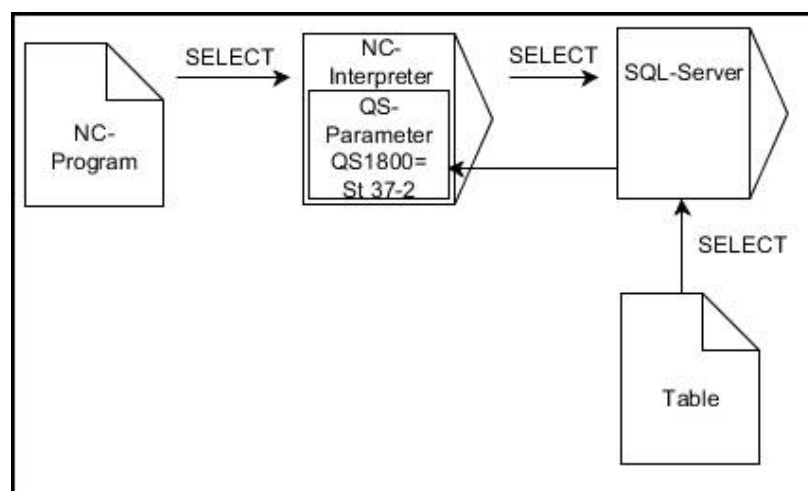 SELECT
NC-
Program
NC-
Interpreter
QS-
Parameter
QS1800=
St 37-2
SELECT
SQL-Server
SELECT
Table